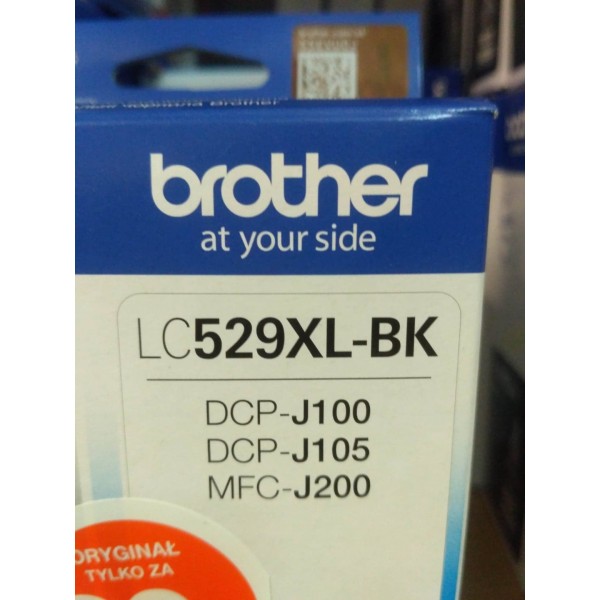 brother
at your side
LC529XL-BK
DCP-J100
DCP-J105
MFC-J200
ORYGINAŁ
TYLKO ZA